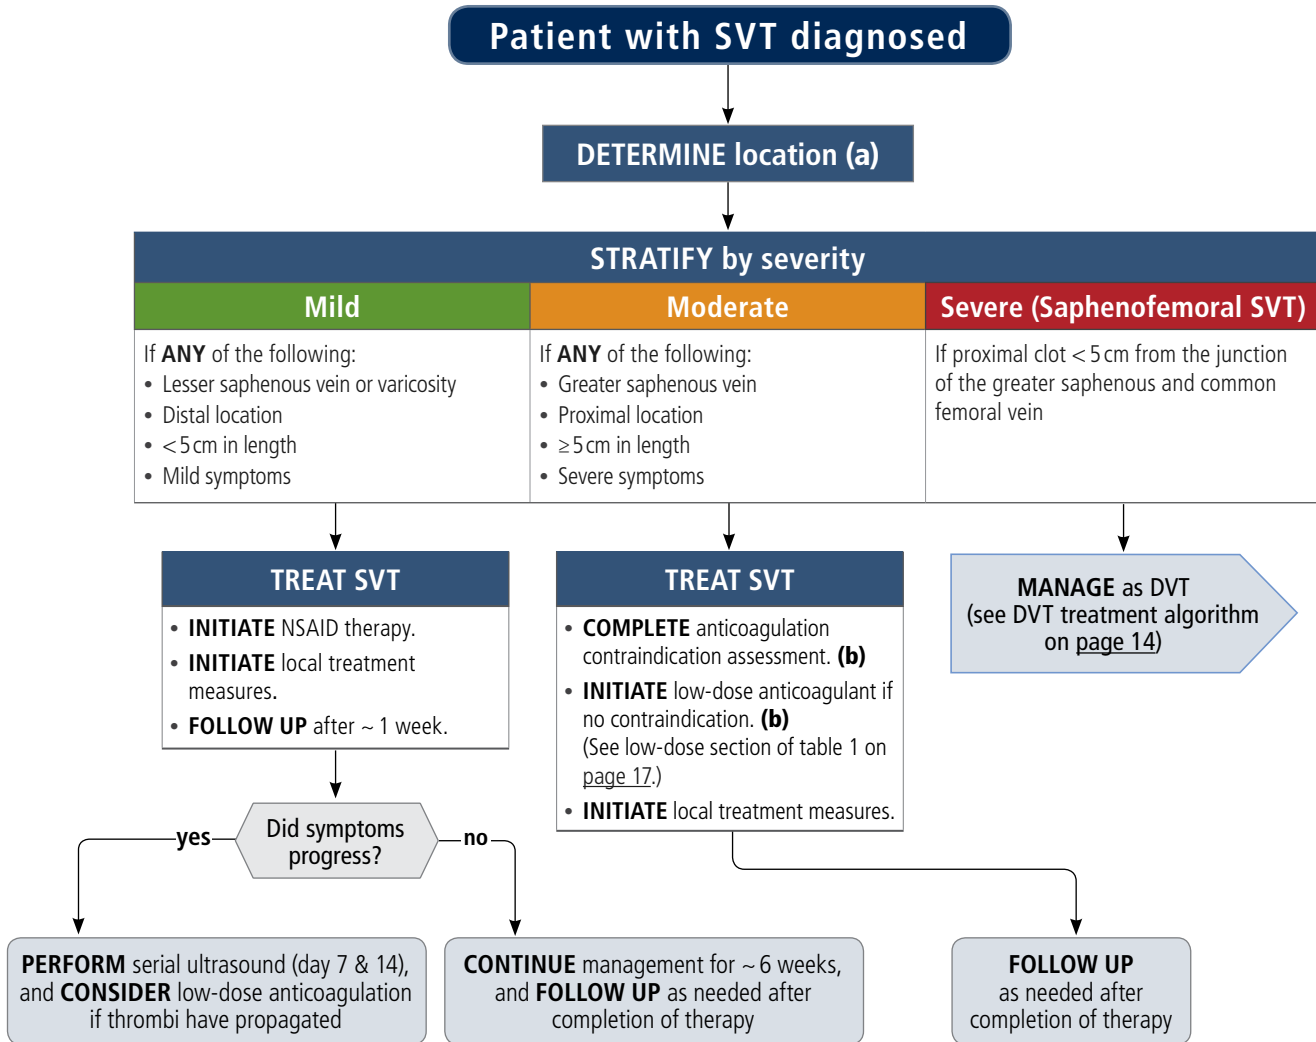 Patient with SVT diagnosed
DETERMINE location (a)
STRATIFY by severity
Mild
If ANY of the following:
• Lesser saphenous vein or varicosity
• Distal location
• < 5 cm in length
• Mild symptoms
Moderate
If ANY of the following:
• Greater saphenous vein
• Proximal location
• ≥ 5 cm in length
• Severe symptoms
Severe (Saphenofemoral SVT)
If proximal clot < 5 cm from the junction
of the greater saphenous and common
femoral vein
TREAT SVT
• INITIATE NSAID therapy.
• INITIATE local treatment
measures.
• FOLLOW UP after ~ 1 week.
TREAT SVT
• COMPLETE anticoagulation
contraindication assessment. (b)
• INITIATE low-dose anticoagulant if
no contraindication. (b)
(See low-dose section of table 1 on
page 17.)
• INITIATE local treatment measures.
MANAGE as DVT
(see DVT treatment algorithm
on page 14)
Did symptoms
progress?
yes
no
PERFORM serial ultrasound (day 7 & 14),
and CONSIDER low-dose anticoagulation
if thrombi have propagated
CONTINUE management for ~ 6 weeks,
and FOLLOW UP as needed after
completion of therapy
FOLLOW UP
as needed after
completion of therapy